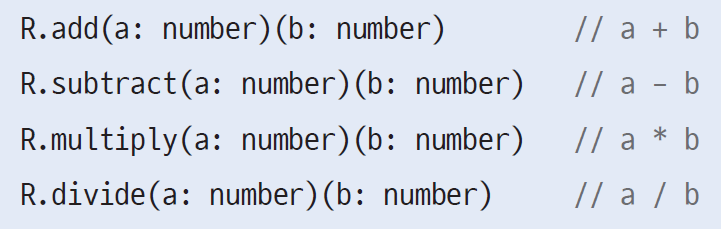 R.add(a: number)(b: number) // a + b
R.subtract(a: number)(b: number) // a - b
R.multiply(a: number)(b: number) // a * b
R.divide(a: number)(b: number) // a / b